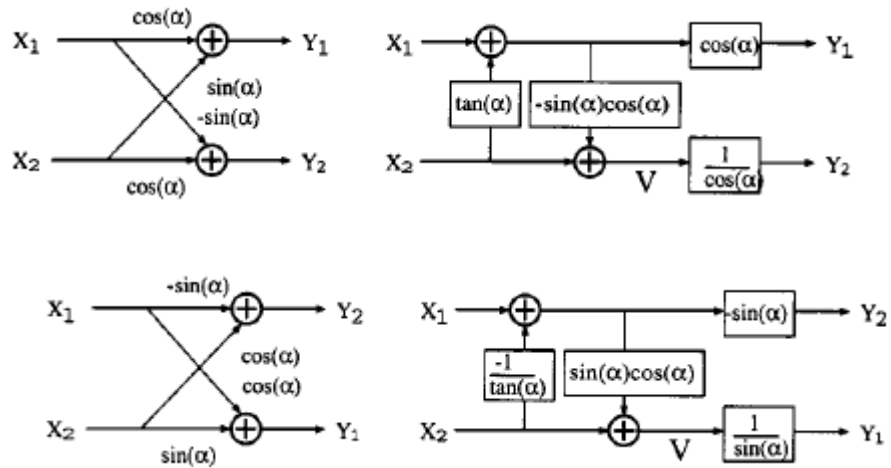 cos(α)
X1 Y1
sin(α)
-sin(α)
X2 Y2
cos(α)
X1 cos(α) Y1
tan(α) -sin(α)cos(α)
X2 V 1/cos(α) Y2
-sin(α)
X1 Y2
cos(α)
cos(α)
X2 Y1
sin(α)
X1 -sin(α) Y2
-1/tan(α) sin(α)cos(α)
X2 V 1/sin(α) Y1